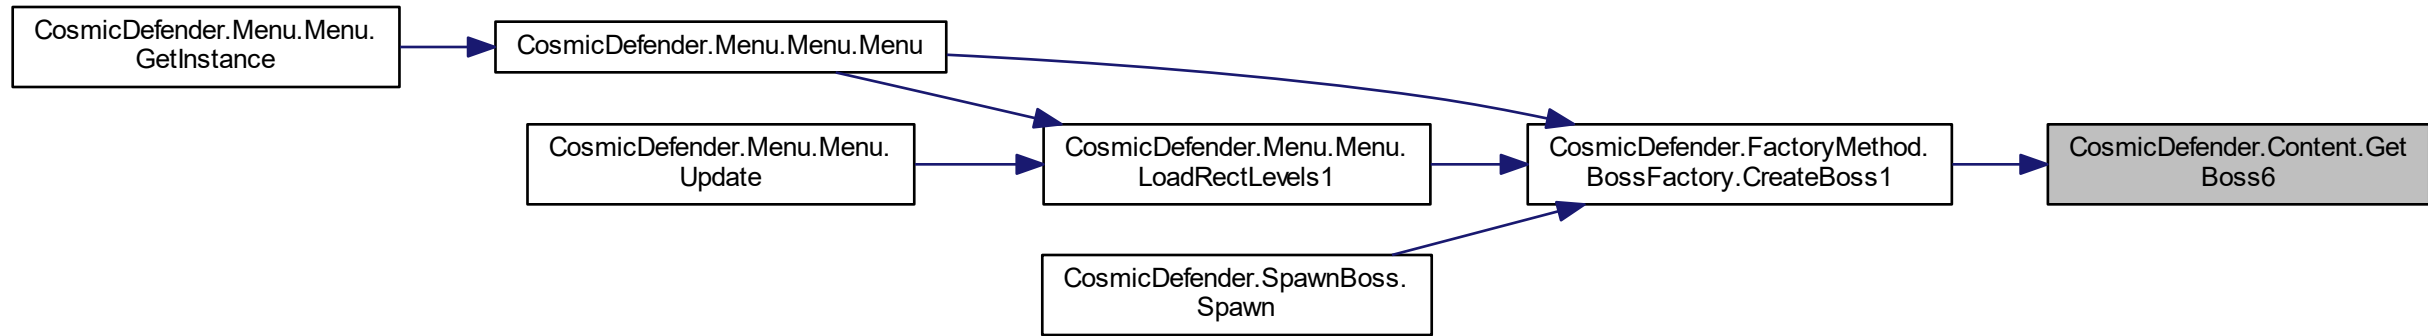 CosmicDefender.Menu.Menu.
GetInstance
CosmicDefender.Menu.Menu.Menu
CosmicDefender.Menu.Menu.
Update
CosmicDefender.Menu.Menu.
LoadRectLevels1
CosmicDefender.FactoryMethod.
BossFactory.CreateBoss1
CosmicDefender.Content.Get
Boss6
CosmicDefender.SpawnBoss.
Spawn